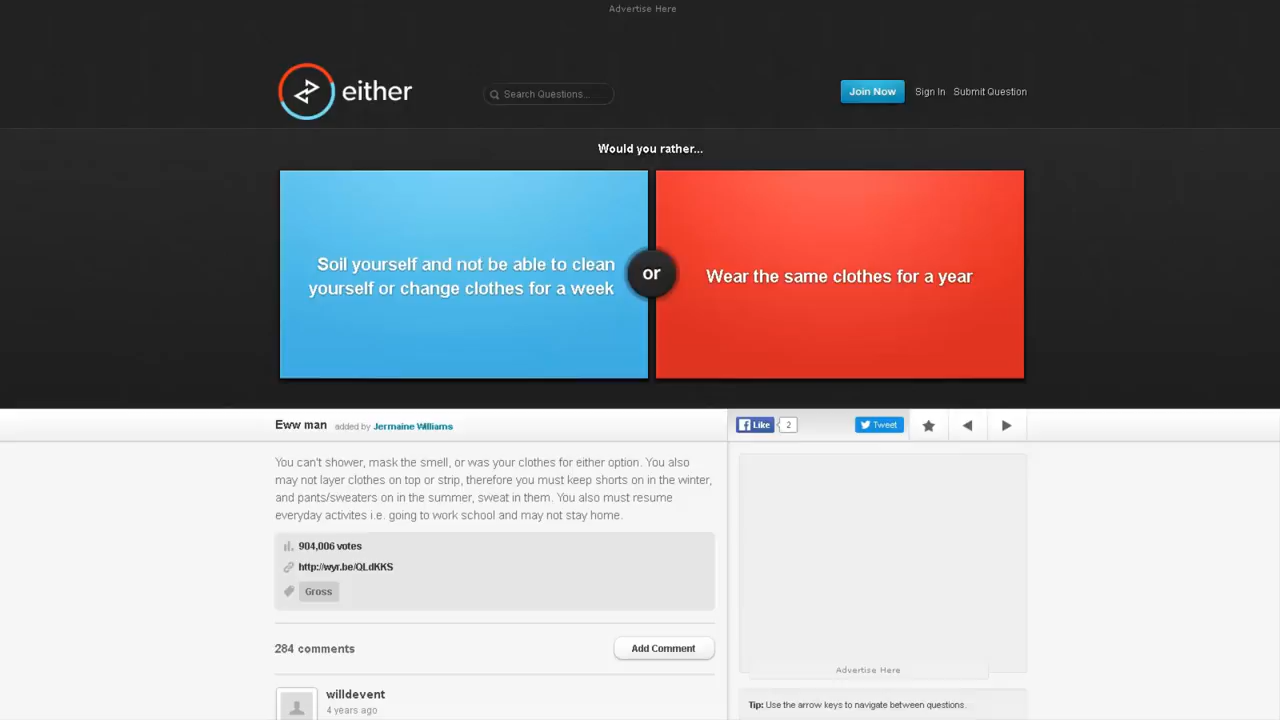 Advertise Here
either
Search Questions...
Join Now
Sign In
Submit Question
Would you rather...
Soil yourself and not be able to clean
yourself or change clothes for a week
or
Wear the same clothes for a year
Eww man added by Jermaine Williams
Like
2
Tweet
You can't shower, mask the smell, or was your clothes for either option. You also
may not layer clothes on top or strip, therefore you must keep shorts on in the winter,
and pants/sweaters on in the summer, sweat in them. You also must resume
everyday activites i.e. going to work school and may not stay home.
904,006 votes
http://wyr.be/QLdKKS
Gross
284 comments
Add Comment
willdevent
4 years ago
Advertise Here
Tip: Use the arrow keys to navigate between questions.